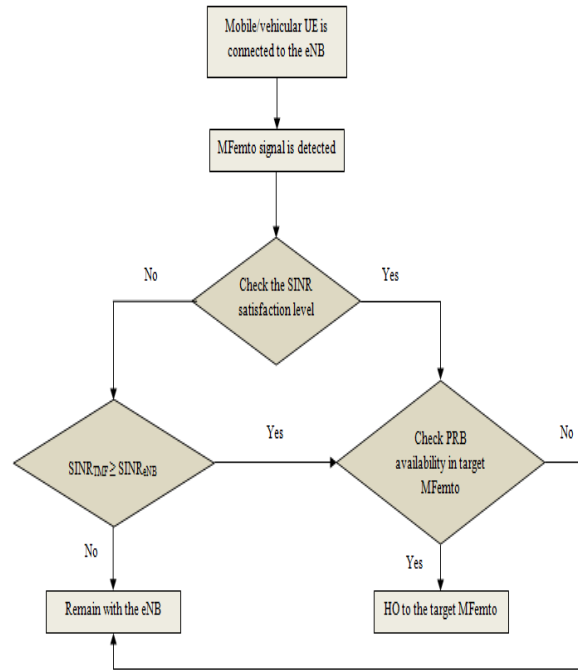 Mobile/vehicular UE is
connected to the eNB
MFemto signal is detected
No
Yes
Check the SINR
satisfaction level
Yes
No
SINR_TMF ≥ SINR_eNB
Check PRB
availability in target
MFemto
No
Yes
Remain with the eNB
HO to the target MFemto